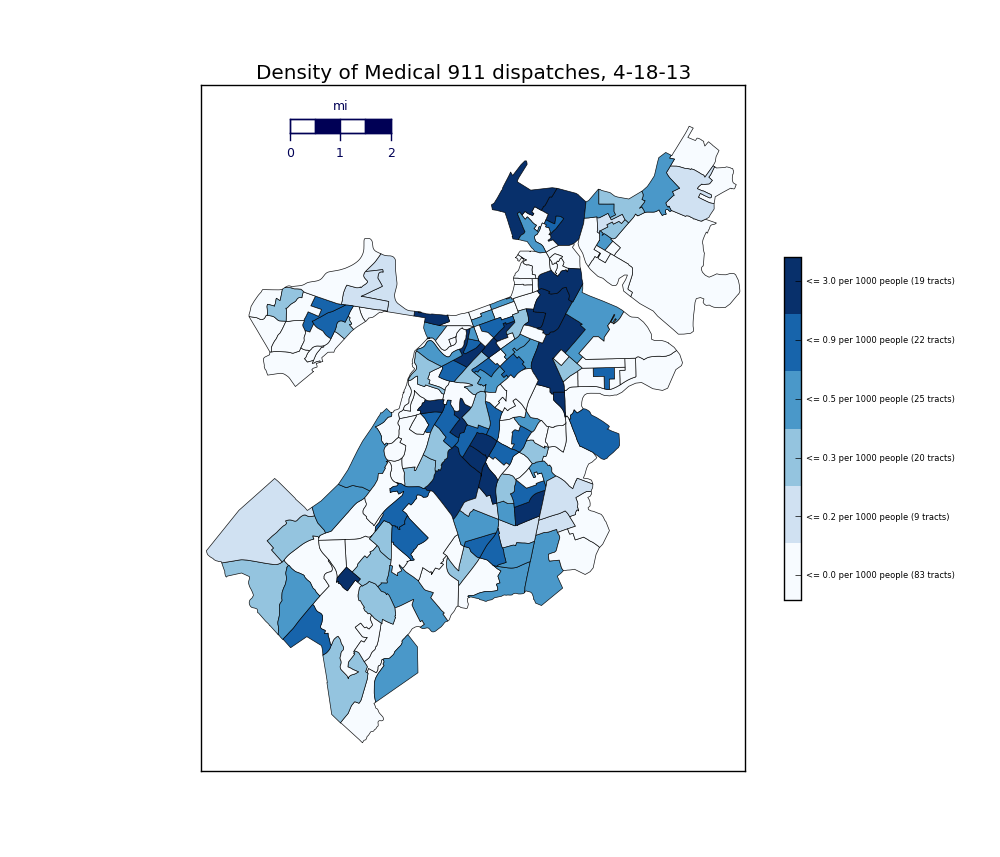 Density of Medical 911 dispatches, 4-18-13
mi
0 1 2
<= 3.0 per 1000 people (19 tracts)
<= 0.9 per 1000 people (22 tracts)
<= 0.5 per 1000 people (25 tracts)
<= 0.3 per 1000 people (20 tracts)
<= 0.2 per 1000 people (9 tracts)
<= 0.0 per 1000 people (83 tracts)